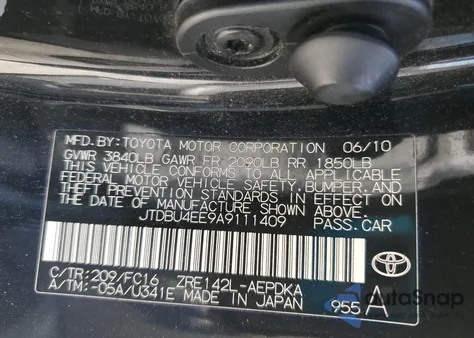 MFD.BY:TOYOTA MOTOR CORPORATION 06/10
GVWR 3840LB GAWR FR 2090LB RR 1850LB
THIS VEHICLE CONFORMS TO ALL APPLICABLE
FEDERAL MOTOR VEHICLE SAFETY, BUMPER, AND
THEFT PREVENTION STANDARDS IN EFFECT ON
THE DATE OF MANUFACTURE SHOWN ABOVE.
JTDBU4EE9A9111409 PASS.CAR
C/TR:209/FC16 ZRE142L-AEPDKA
A/TM:-05A/U341E MADE IN JAPAN
TOYOTA
955 A
AutoSnap